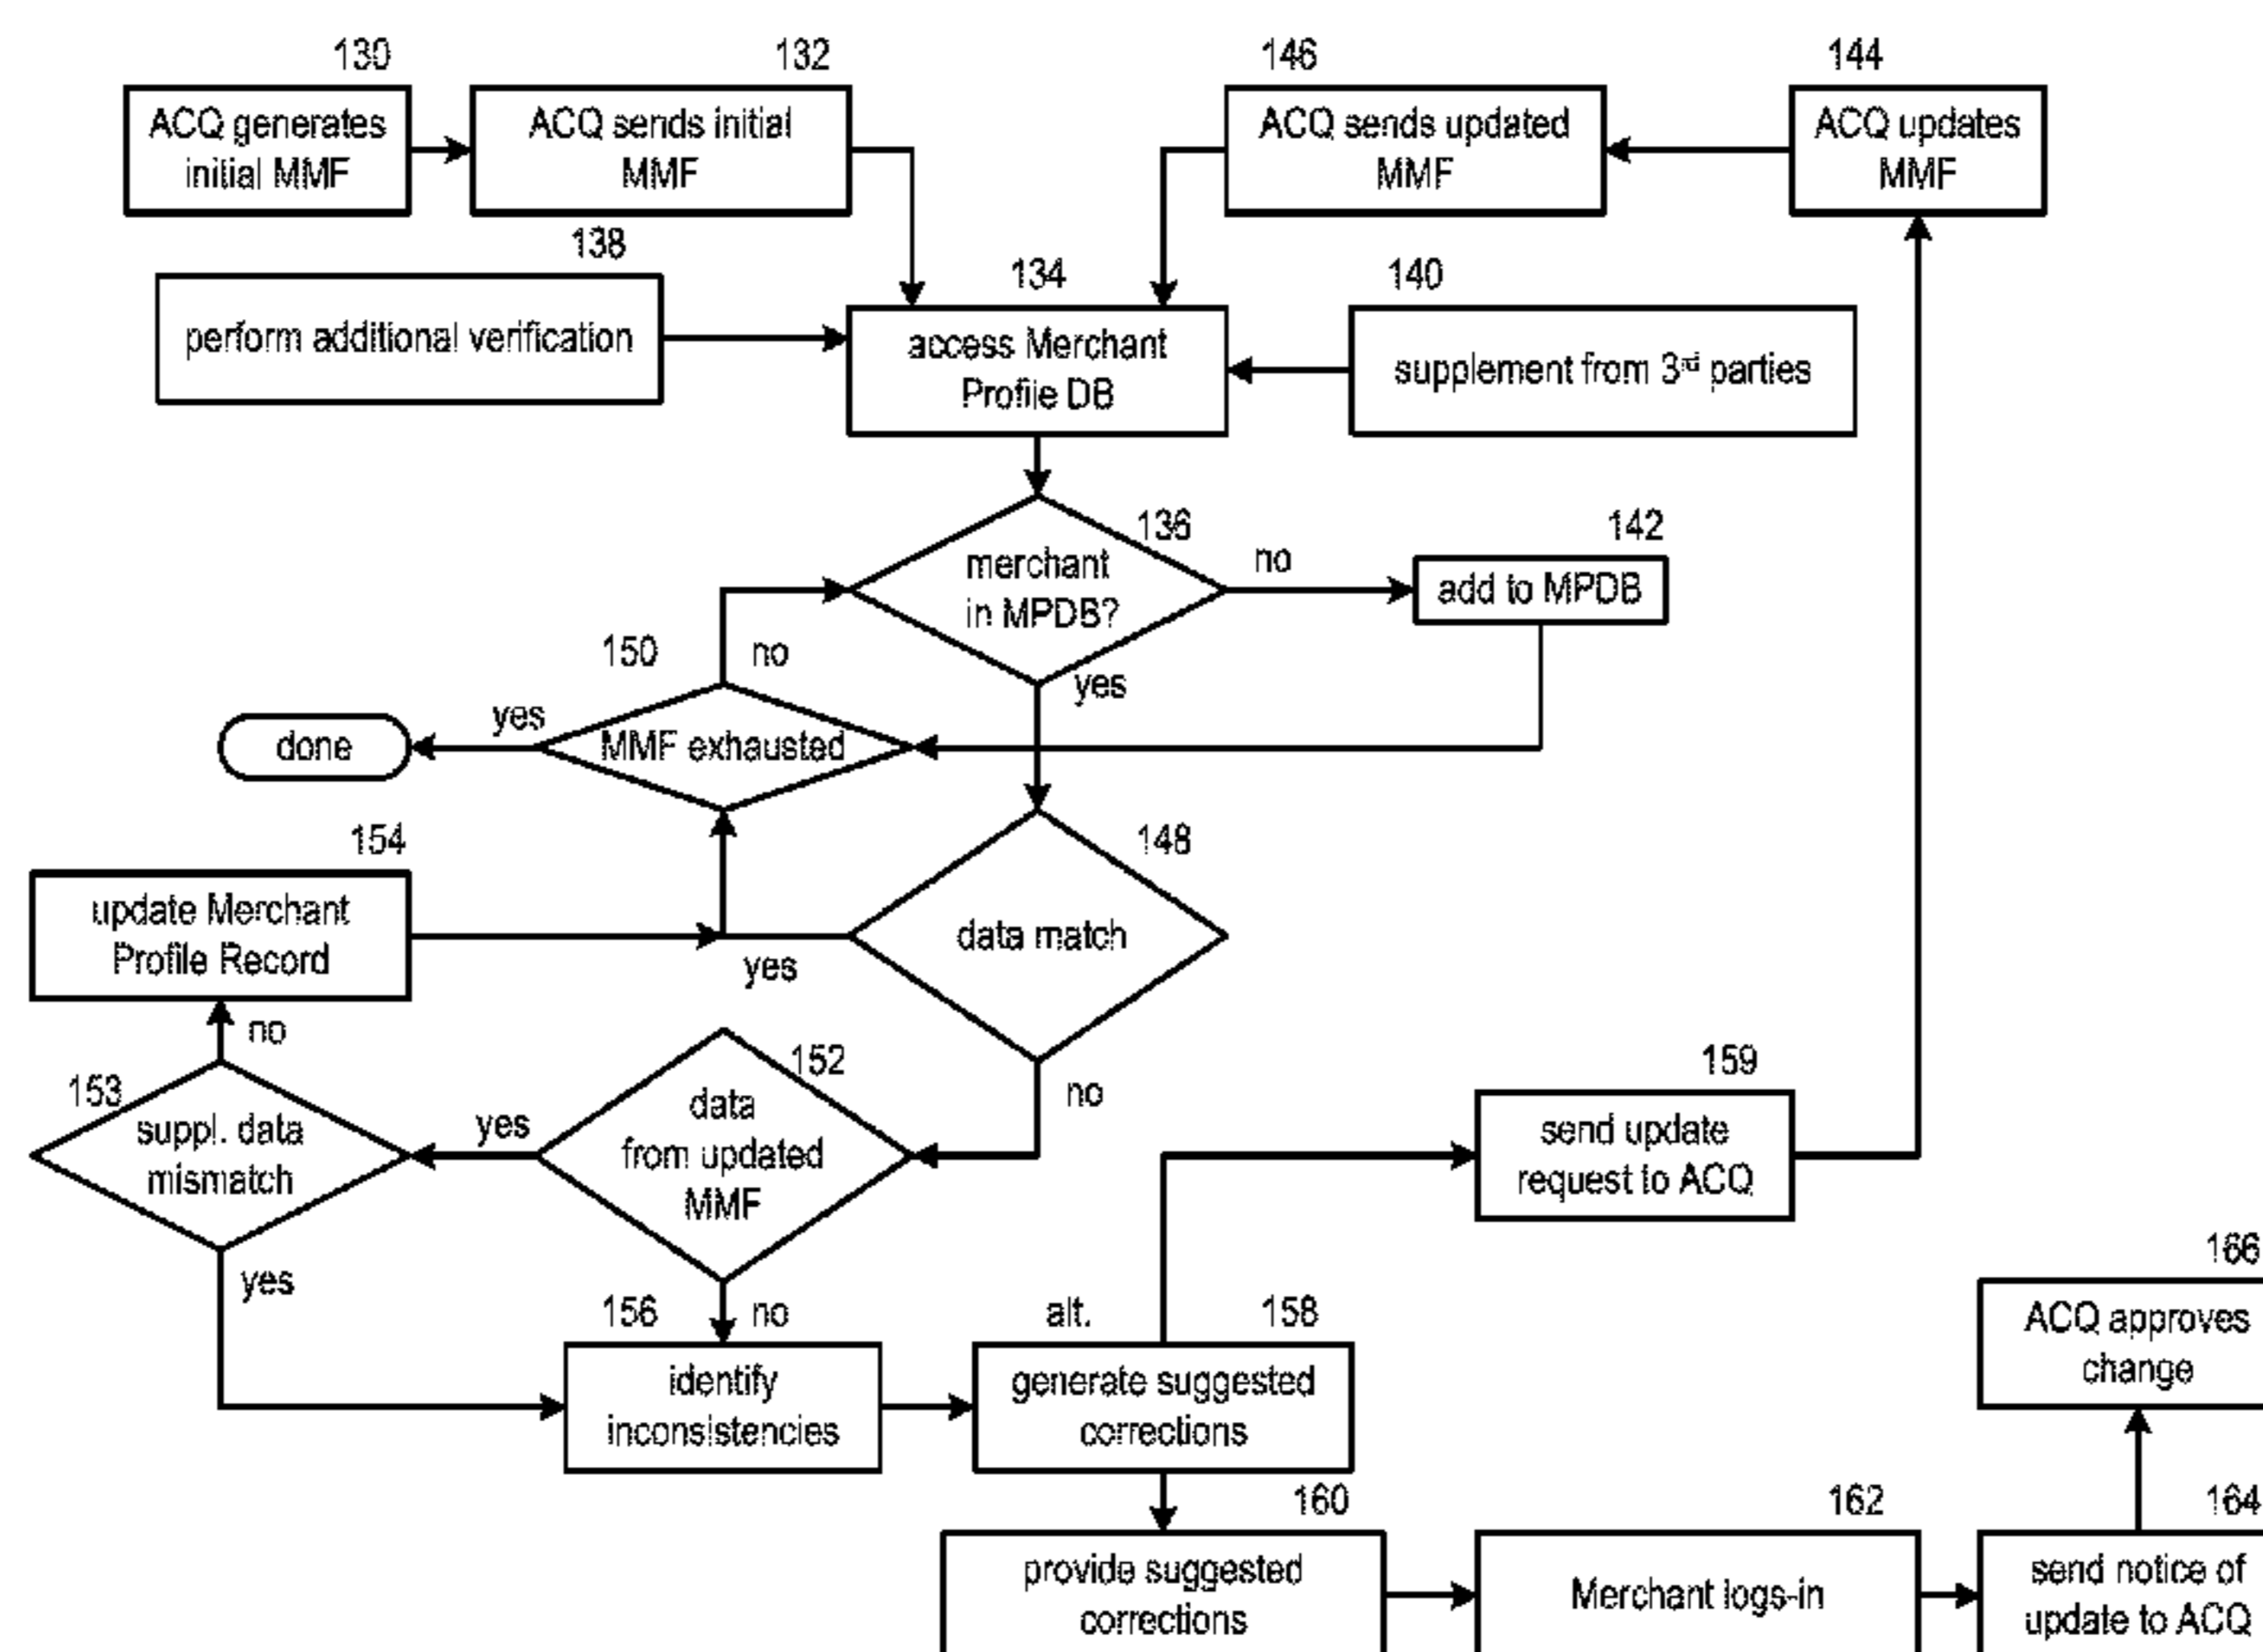 130
ACQ generates
initial MMF
132
ACQ sends initial
MMF
146
ACQ sends updated
MMF
144
ACQ updates
MMF
138
perform additional verification
134
access Merchant
Profile DB
140
supplement from 3rd parties
136
merchant
in MPDB?
no
142
add to MPDB
150
no
yes
yes
done
MMF exhausted
154
update Merchant
Profile Record
148
data match
yes
no
no
153
suppl. data
mismatch
yes
152
data
from updated
MMF
159
send update
request to ACQ
yes
156
no
identify
inconsistencies
alt.
158
generate suggested
corrections
166
ACQ approves
change
160
provide suggested
corrections
162
Merchant logs-in
164
send notice of
update to ACQ